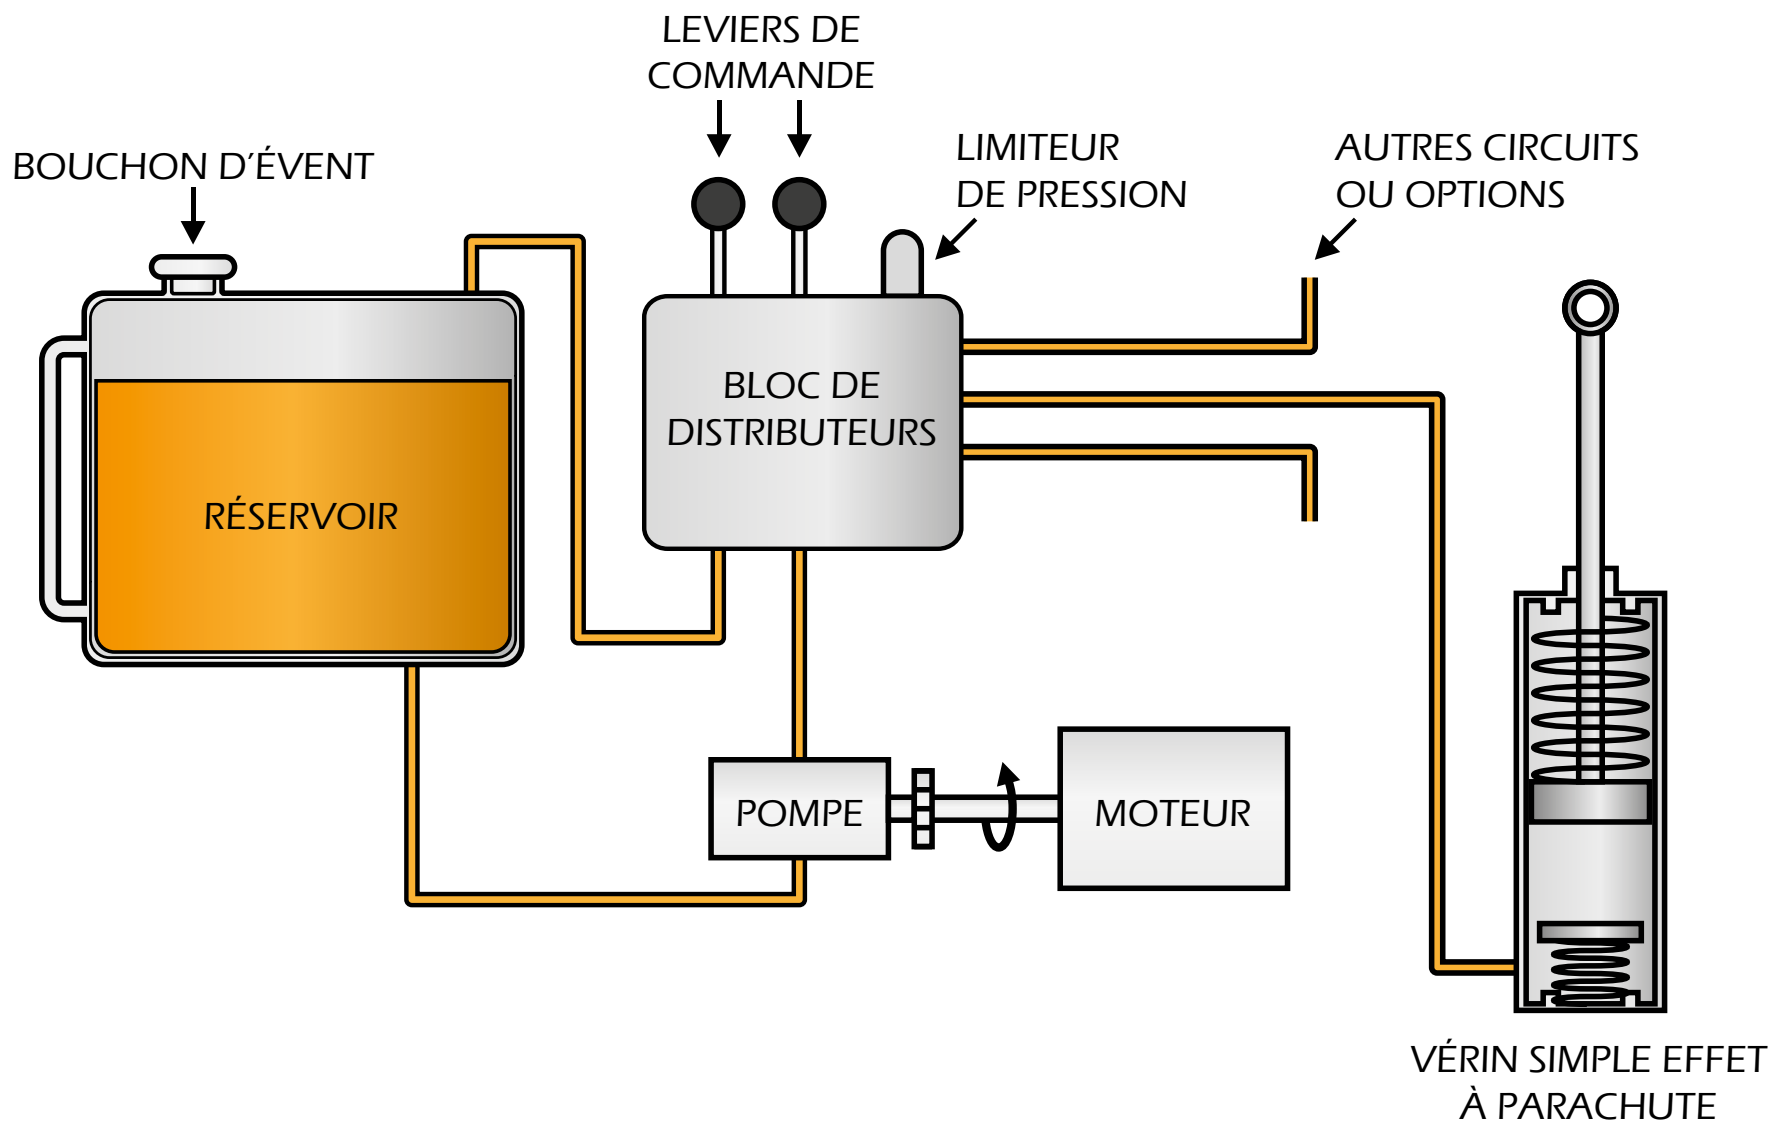 LEVIERS DE
COMMANDE
BOUCHON D'ÉVENT
LIMITEUR
DE PRESSION
AUTRES CIRCUITS
OU OPTIONS
BLOC DE
DISTRIBUTEURS
RÉSERVOIR
POMPE
MOTEUR
VÉRIN SIMPLE EFFET
À PARACHUTE